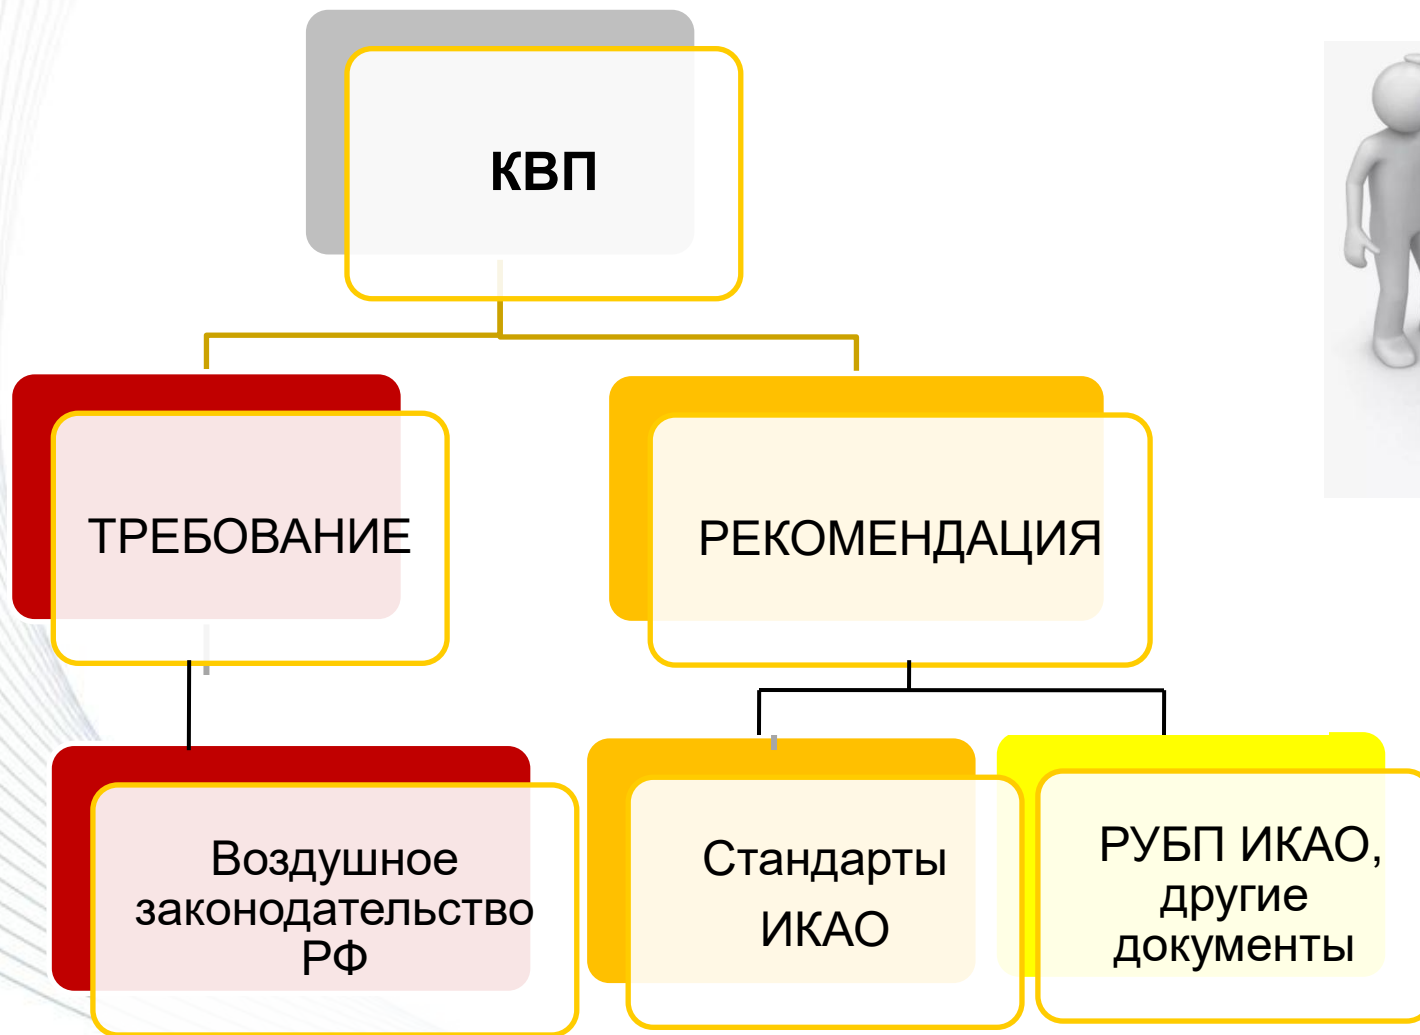 КВП
ТРЕБОВАНИЕ
РЕКОМЕНДАЦИЯ
Воздушное
законодательство
РФ
Стандарты
ИКАО
РУБП ИКАО,
другие
документы